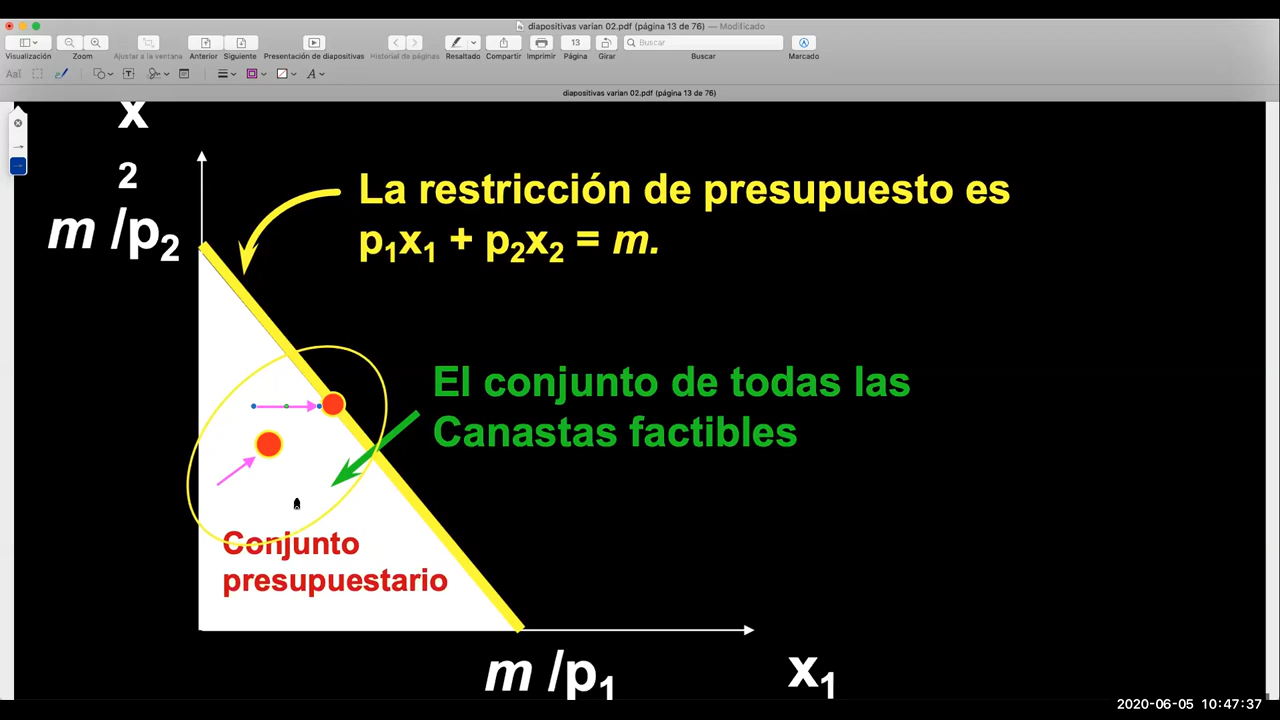 diapositivas varian 02.pdf (página 13 de 76) — Modificado
13
Buscar
Visualización Zoom Ajustar a la ventana Anterior Siguiente Presentación de diapositivas Historial de páginas Resaltado Compartir Imprimir Página Girar Buscar Marcado
diapositivas varian 02.pdf (página 13 de 76)
x
2
m /p2
La restricción de presupuesto es
p1x1 + p2x2 = m.
El conjunto de todas las
Canastas factibles
Conjunto
presupuestario
m /p1
x1
2020-06-05 10:47:37